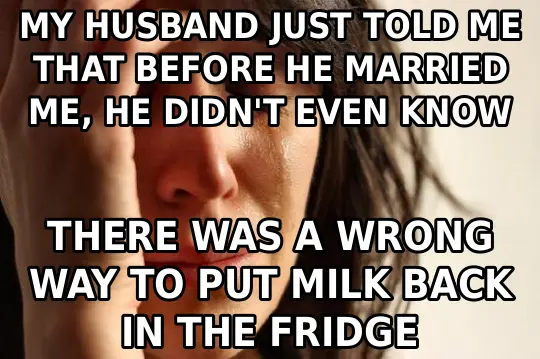 MY HUSBAND JUST TOLD ME
THAT BEFORE HE MARRIED
ME, HE DIDN'T EVEN KNOW
THERE WAS A WRONG
WAY TO PUT MILK BACK
IN THE FRIDGE